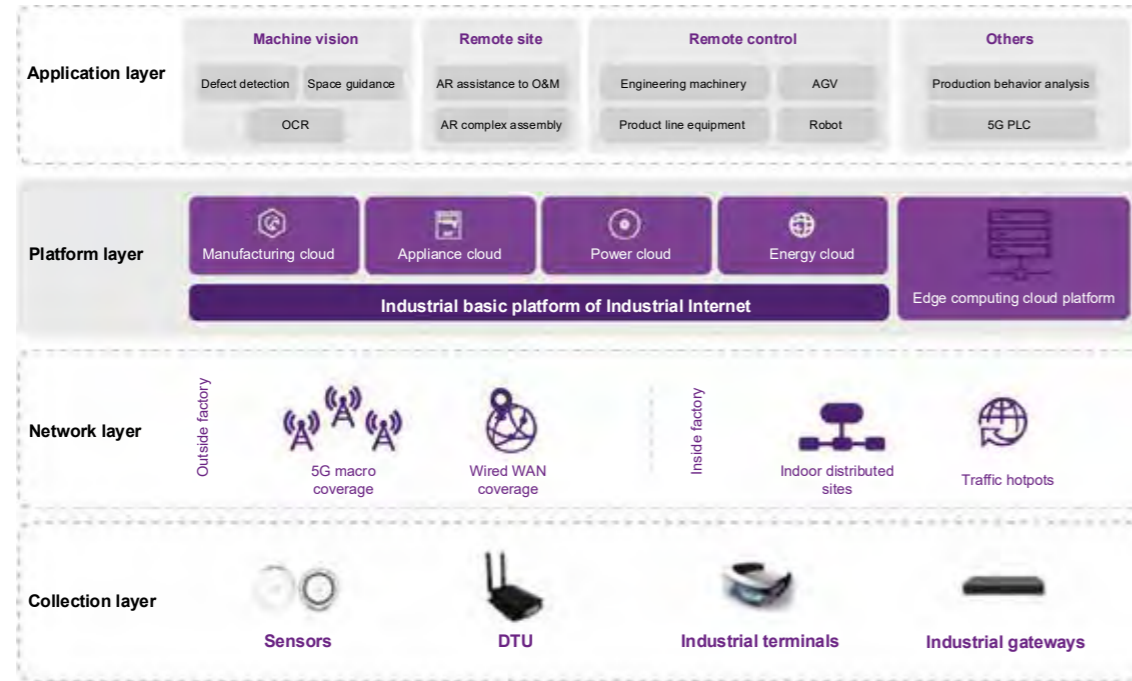 Application layer
Machine vision
Defect detection
Space guidance
OCR
Remote site
AR assistance to O&M
AR complex assembly
Remote control
Engineering machinery
AGV
Product line equipment
Robot
Others
Production behavior analysis
5G PLC
Platform layer
Manufacturing cloud
Appliance cloud
Power cloud
Energy cloud
Industrial basic platform of Industrial Internet
Edge computing cloud platform
Network layer
Outside factory
5G macro
coverage
Wired WAN
coverage
Inside factory
Indoor distributed
sites
Traffic hotpots
Collection layer
Sensors
DTU
Industrial terminals
Industrial gateways